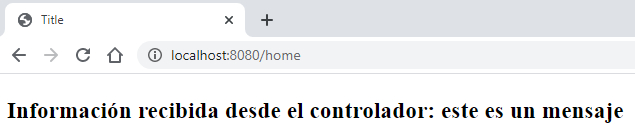 Title
localhost:8080/home
Información recibida desde el controlador: este es un mensaje